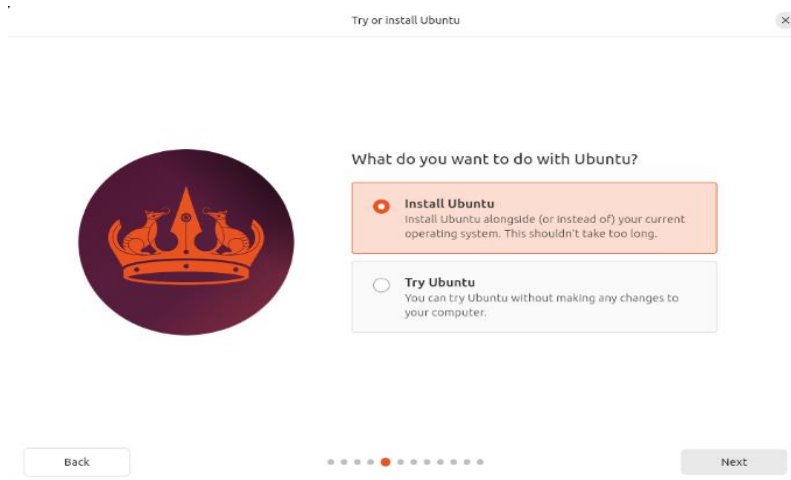 Try or install Ubuntu
What do you want to do with Ubuntu?
Install Ubuntu
Install Ubuntu alongside (or instead of) your current
operating system. This shouldn't take too long.
Try Ubuntu
You can try Ubuntu without making any changes to
your computer.
Back
Next